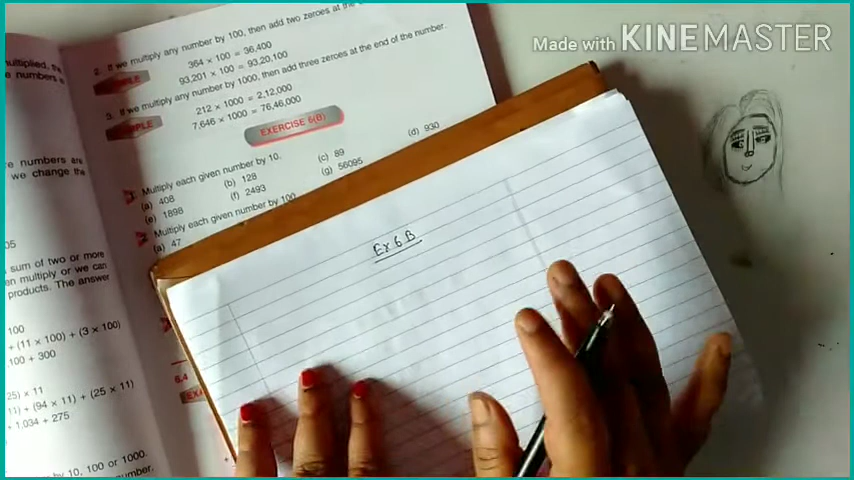 Made with KINEMASTER
2. If we multiply any number by 100, then add two zeroes at the
364 × 100 = 36,400
93,201 × 100 = 93,20,100
3. If we multiply any number by 1000, then add three zeroes at the end of the number.
212 × 1000 = 2,12,000
7,646 × 1000 = 76,46,000
EXERCISE 6(B)
Multiply each given number by 10.
(a) 408 (b) 128 (c) 89 (d) 930
(e) 1898 (f) 2493 (g) 56095
Multiply each given number by 100
(a) 47
Ex 6 B
multiplied, the
numbers are
we change the
sum of two or more
multiply or we can
products. The answer
100
+ (11 × 100) + (3 × 100)
100 + 300
25) × 11
11) + (94 × 11) + (25 × 11)
+ 1,034 + 275
by 10, 100 or 1000.
number.
6.4